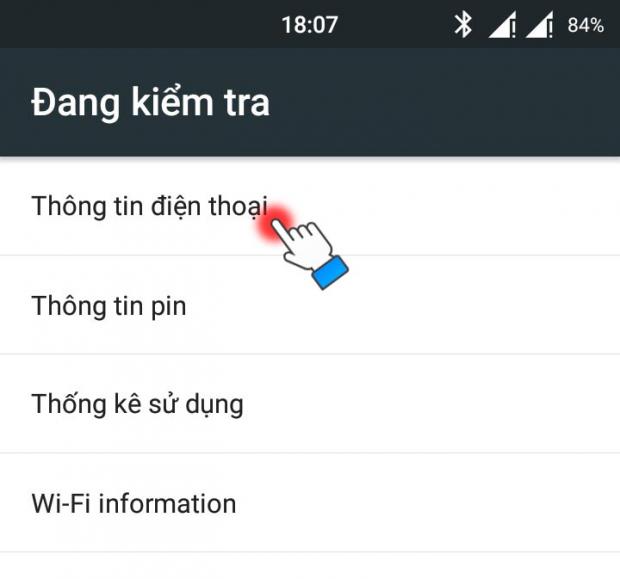 18:07 84%
Đang kiểm tra
Thông tin điện thoại
Thông tin pin
Thống kê sử dụng
Wi-Fi information